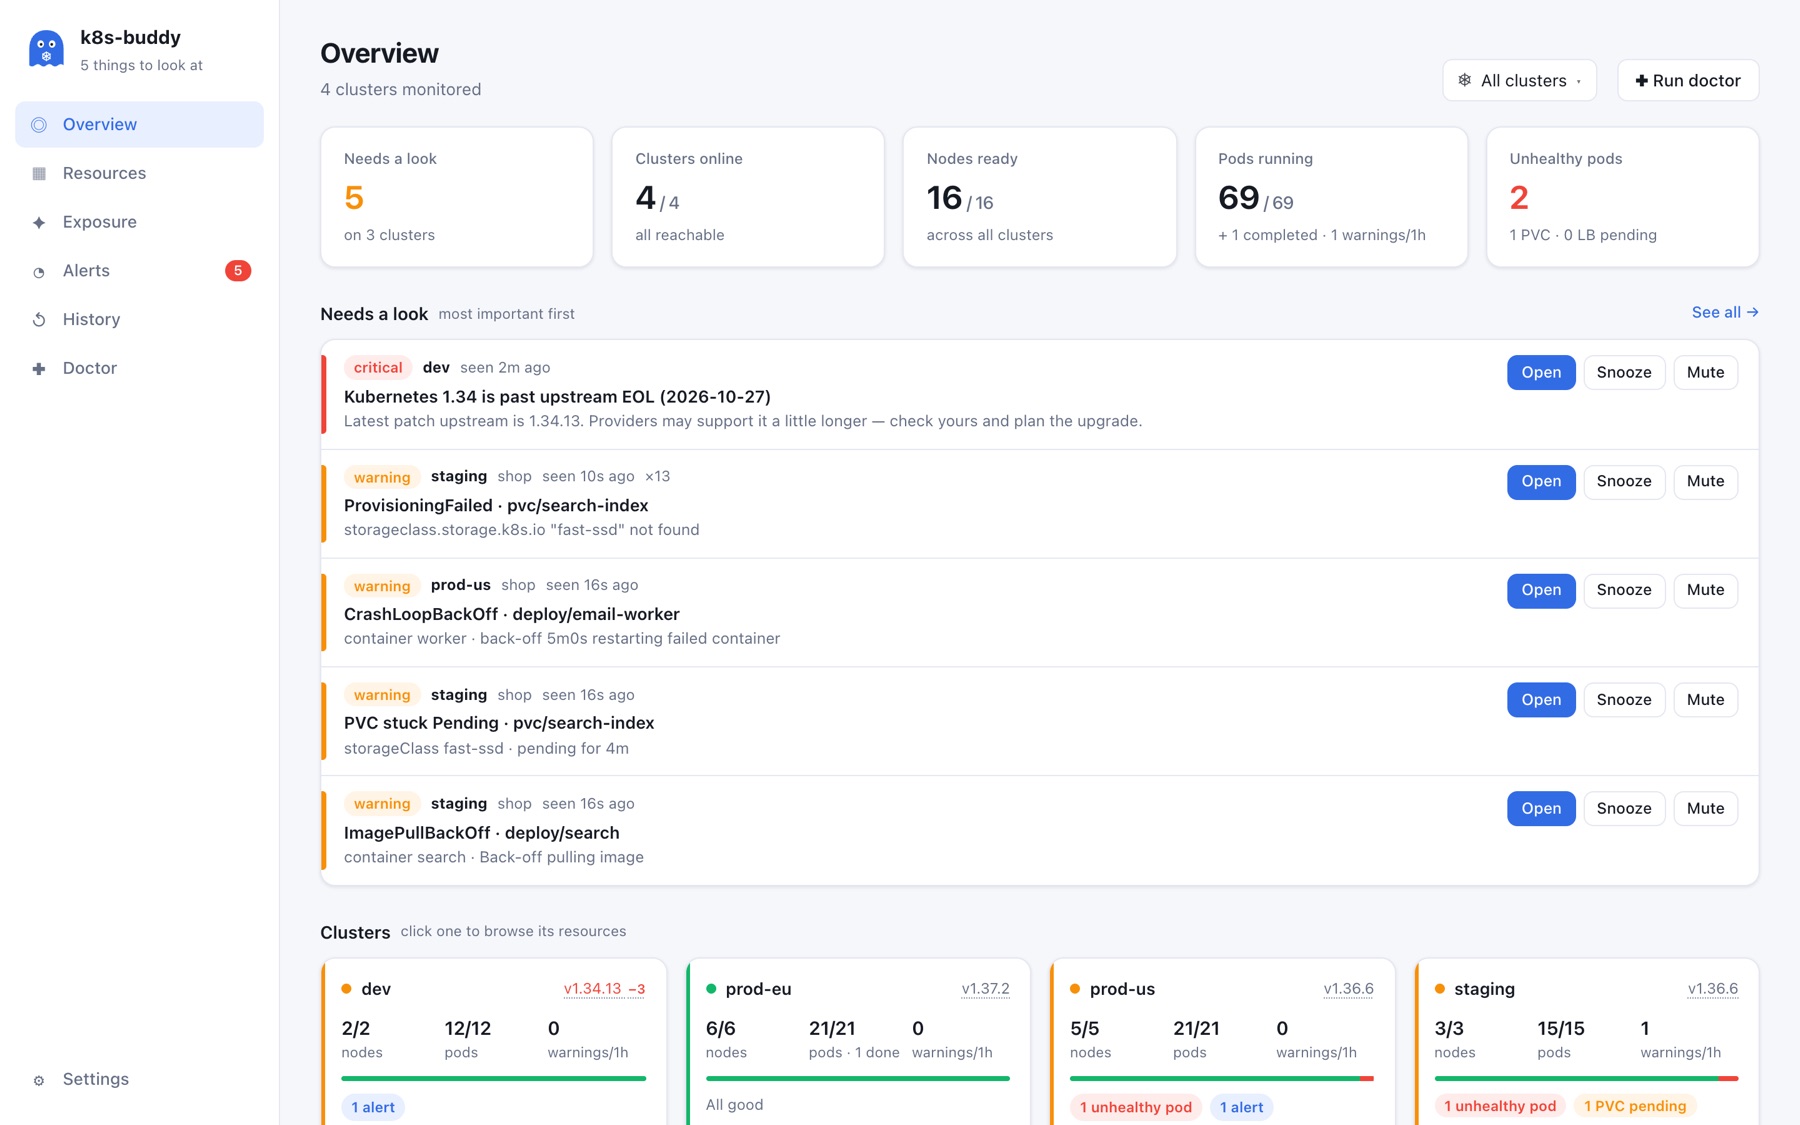 k8s-buddy
5 things to look at
Overview
Resources
Exposure
Alerts 5
History
Doctor
Settings
Overview
4 clusters monitored
All clusters
Run doctor
Needs a look
5
on 3 clusters
Clusters online
4 / 4
all reachable
Nodes ready
16 / 16
across all clusters
Pods running
69 / 69
+ 1 completed · 1 warnings/1h
Unhealthy pods
2
1 PVC · 0 LB pending
Needs a look most important first See all →
critical dev seen 2m ago
Kubernetes 1.34 is past upstream EOL (2026-10-27)
Latest patch upstream is 1.34.13. Providers may support it a little longer — check yours and plan the upgrade.
Open Snooze Mute
warning staging shop seen 10s ago ×13
ProvisioningFailed · pvc/search-index
storageclass.storage.k8s.io "fast-ssd" not found
Open Snooze Mute
warning prod-us shop seen 16s ago
CrashLoopBackOff · deploy/email-worker
container worker · back-off 5m0s restarting failed container
Open Snooze Mute
warning staging shop seen 16s ago
PVC stuck Pending · pvc/search-index
storageClass fast-ssd · pending for 4m
Open Snooze Mute
warning staging shop seen 16s ago
ImagePullBackOff · deploy/search
container search · Back-off pulling image
Open Snooze Mute
Clusters click one to browse its resources
dev v1.34.13 −3
2/2 12/12 0
nodes pods warnings/1h
1 alert
prod-eu v1.37.2
6/6 21/21 0
nodes pods · 1 done warnings/1h
All good
prod-us v1.36.6
5/5 21/21 0
nodes pods warnings/1h
1 unhealthy pod 1 alert
staging v1.36.6
3/3 15/15 1
nodes pods warnings/1h
1 unhealthy pod 1 PVC pending